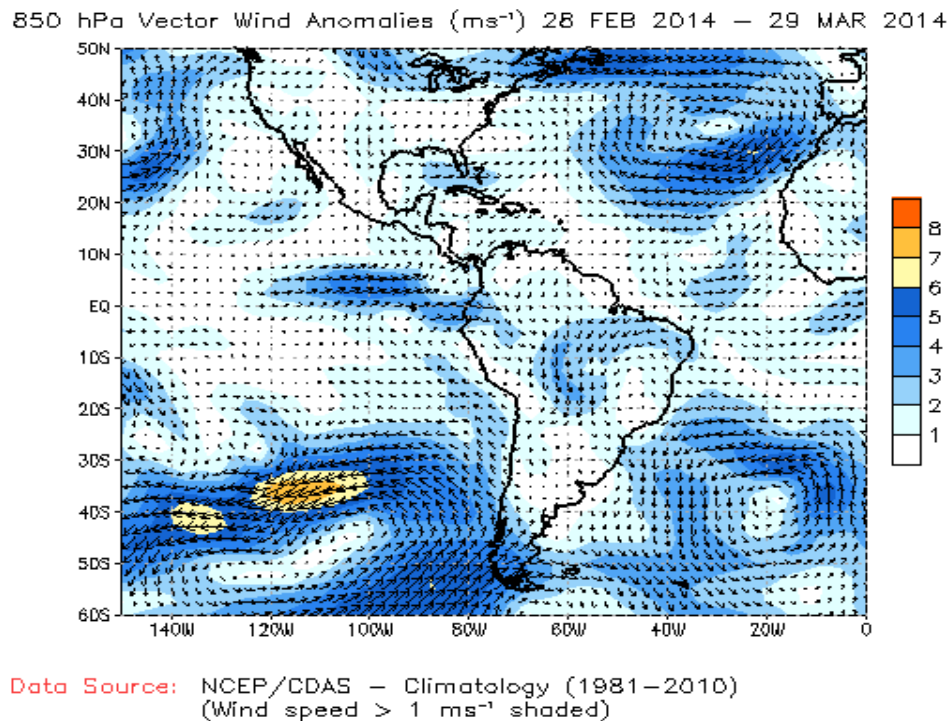 850 hPa Vector Wind Anomalies (ms⁻¹) 28 FEB 2014 – 29 MAR 2014
50N
40N
30N
20N
10N
EQ
10S
20S
30S
40S
50S
60S
140W 120W 100W 80W 60W 40W 20W 0
8
7
6
5
4
3
2
1
Data Source: NCEP/CDAS – Climatology (1981–2010)
(Wind speed > 1 ms⁻¹ shaded)